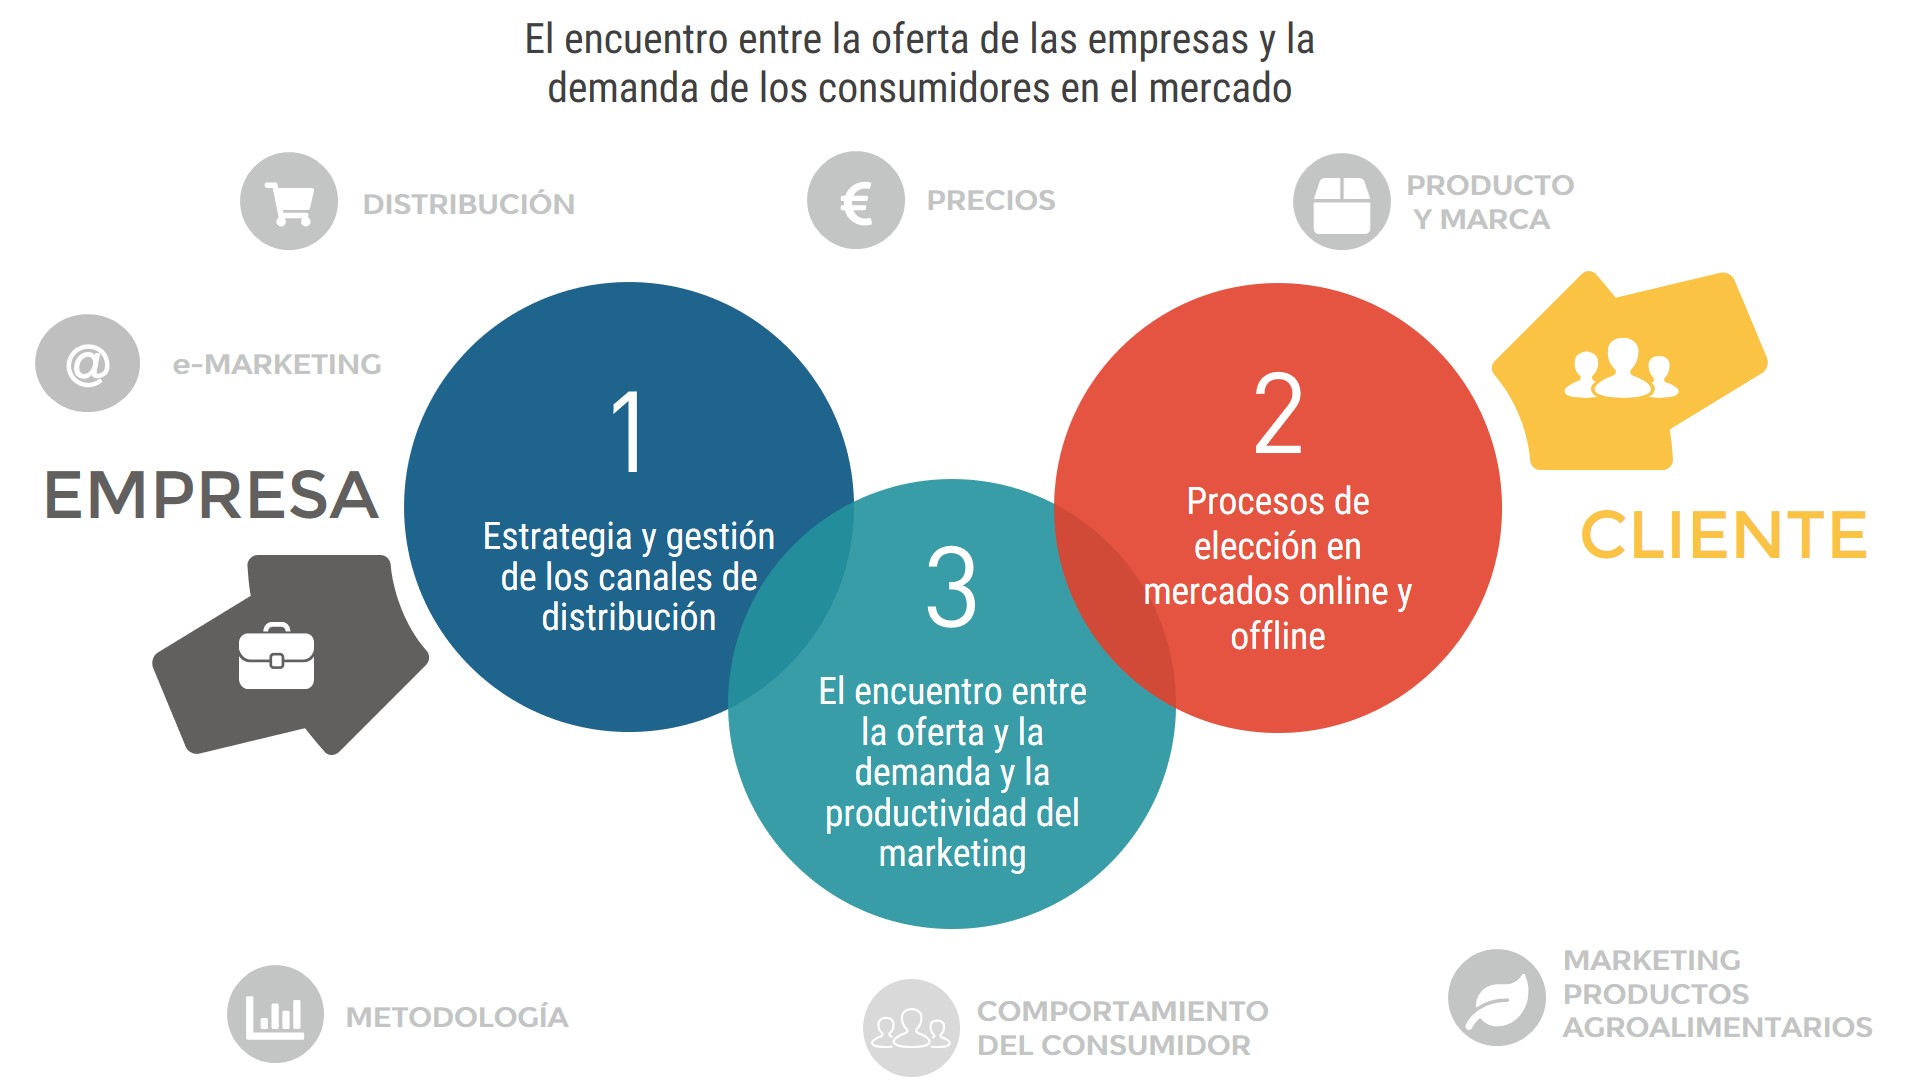 El encuentro entre la oferta de las empresas y la
demanda de los consumidores en el mercado
DISTRIBUCIÓN
PRECIOS
PRODUCTO
Y MARCA
@
e-MARKETING
€
EMPRESA
1
Estrategia y gestión
de los canales de
distribución
2
Procesos de
elección en
mercados online y
offline
CLIENTE
3
El encuentro entre
la oferta y la
demanda y la
productividad del
marketing
METODOLOGÍA
COMPORTAMIENTO
DEL CONSUMIDOR
MARKETING
PRODUCTOS
AGROALIMENTARIOS